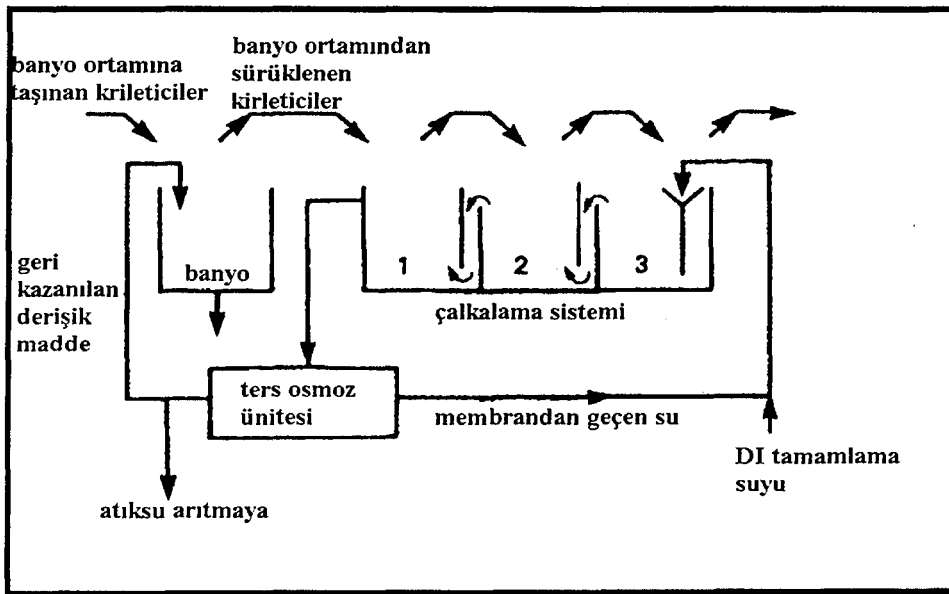 banyo ortamına
taşınan krileticiler
banyo ortamından
sürüklenen
kirleticiler
geri
kazanılan
derişik
madde
banyo
1
2
3
çalkalama sistemi
ters osmoz
ünitesi
membrandan geçen su
DI tamamlama
suyu
atıksu arıtmaya